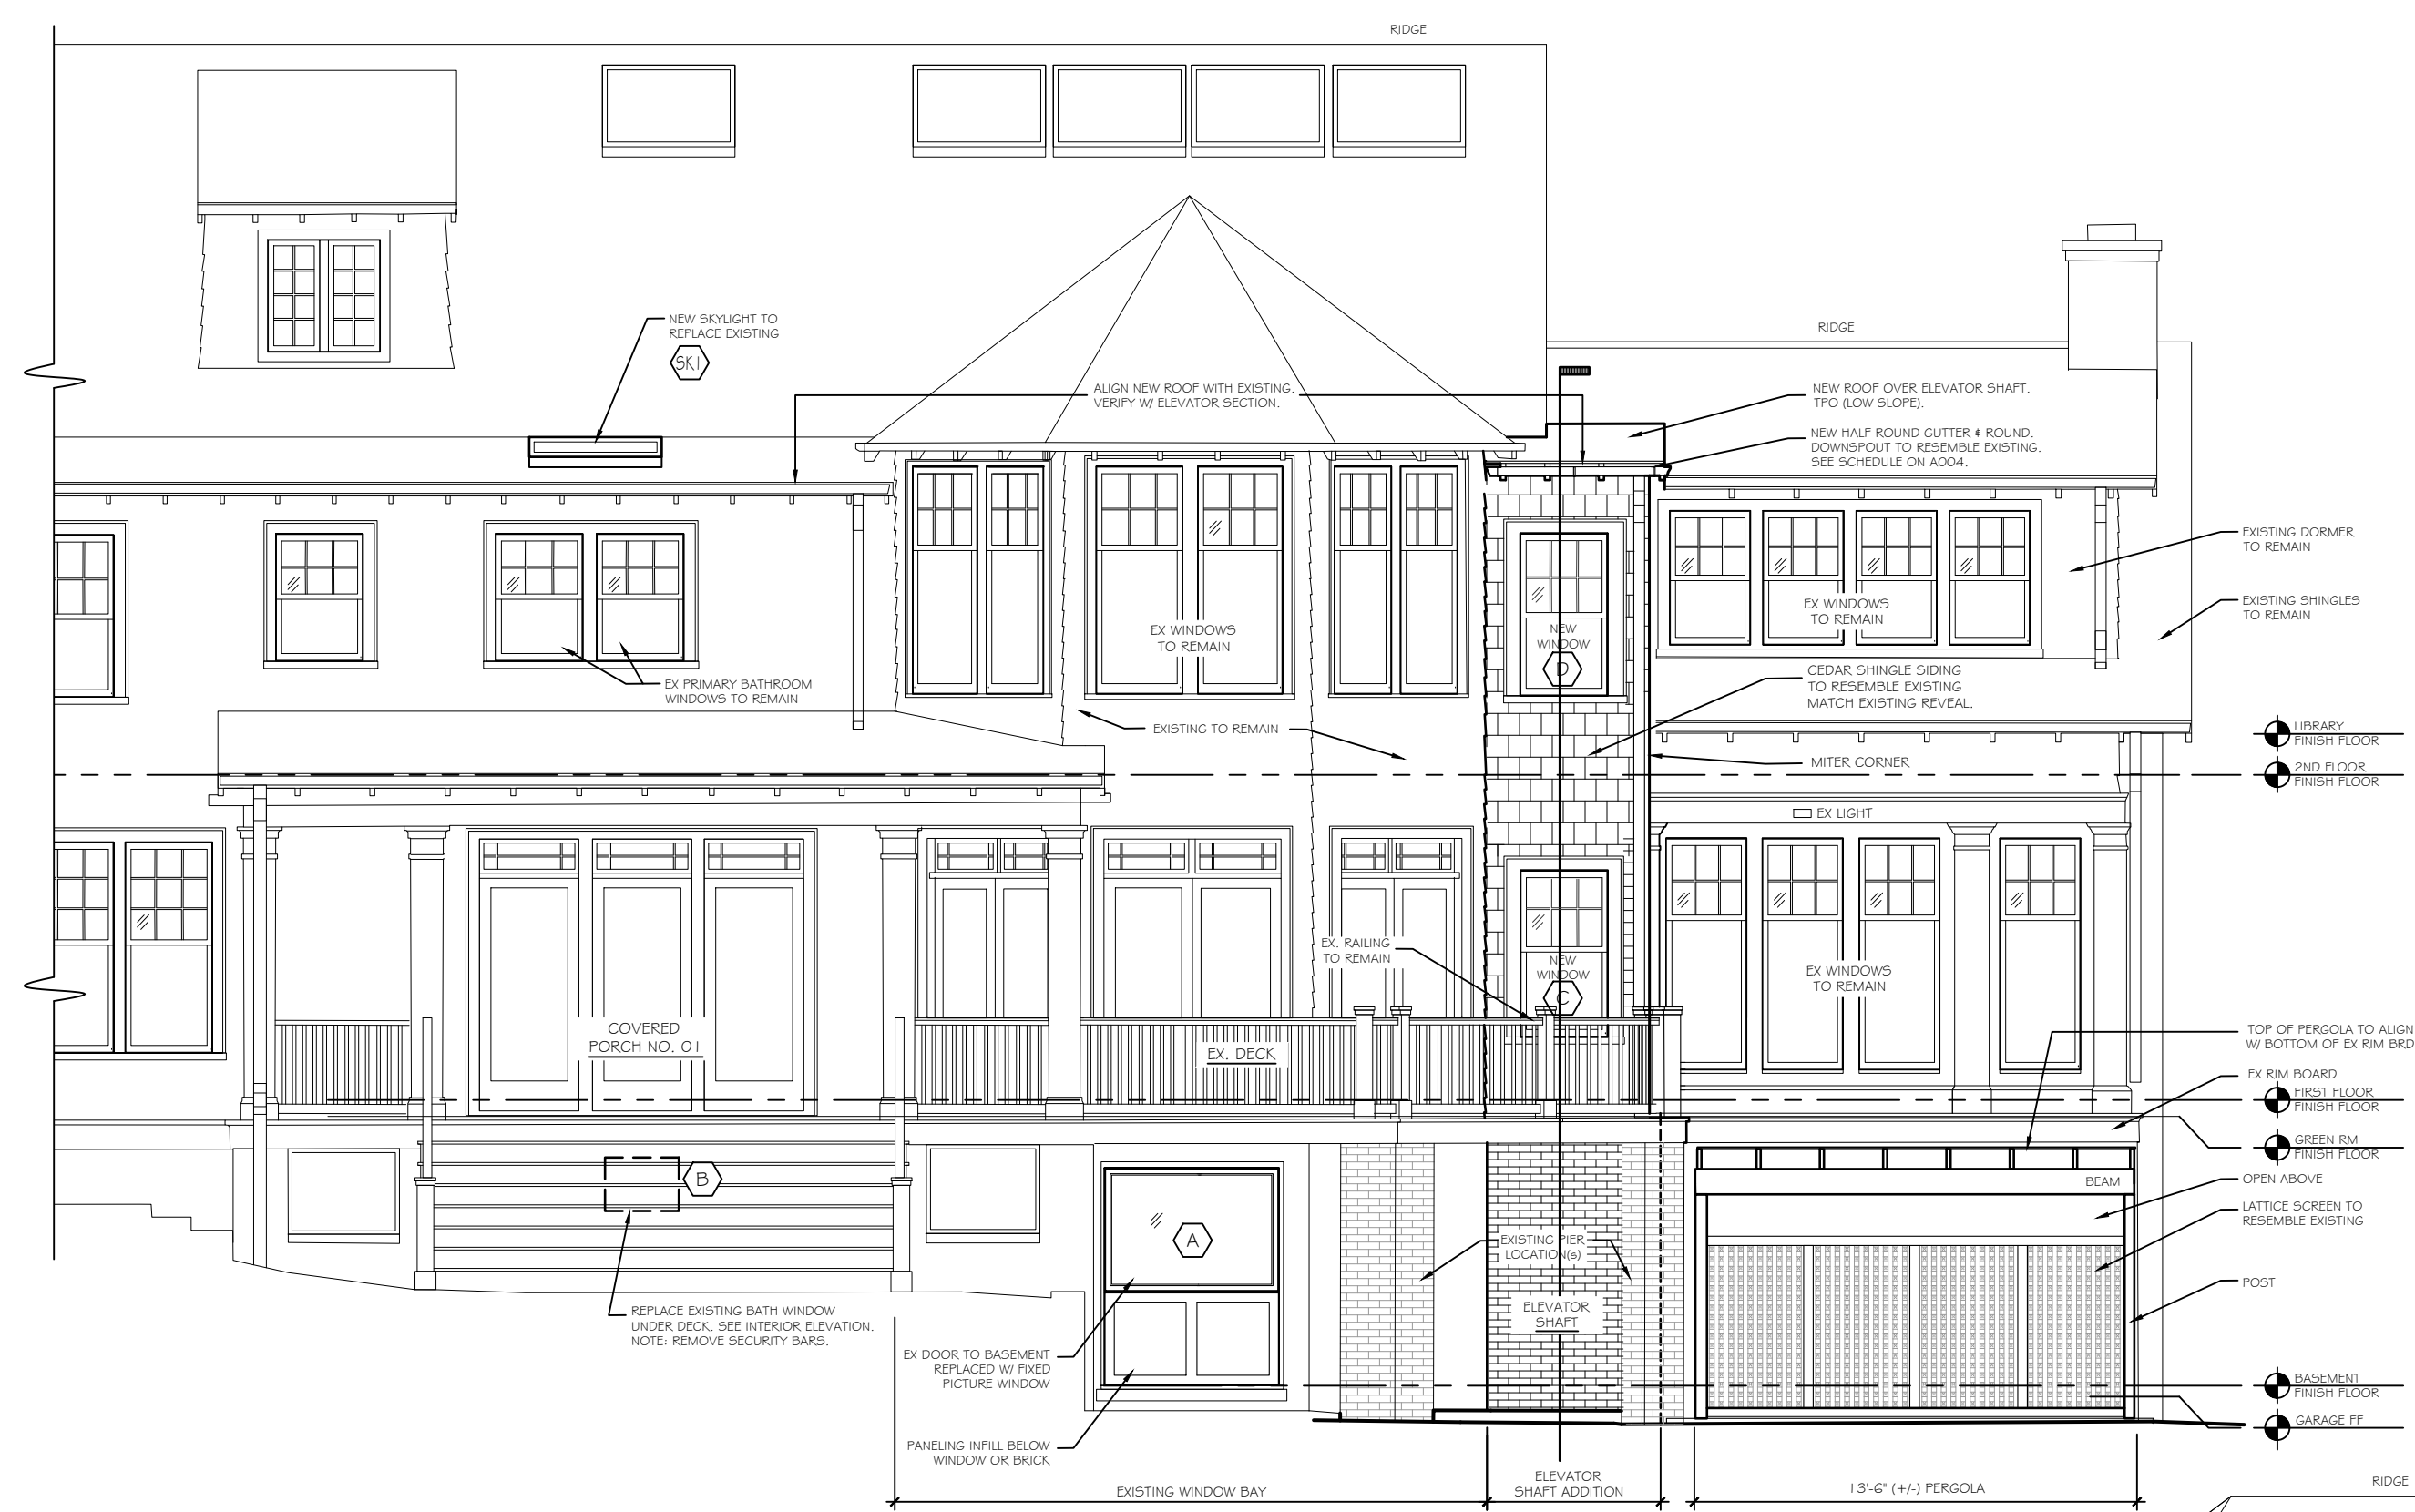 RIDGE
NEW SKYLIGHT TO
REPLACE EXISTING
SK1
RIDGE
ALIGN NEW ROOF WITH EXISTING.
VERIFY W/ ELEVATOR SECTION.
NEW ROOF OVER ELEVATOR SHAFT.
TPO (LOW SLOPE).
NEW HALF ROUND GUTTER & ROUND.
DOWNSPOUT TO RESEMBLE EXISTING.
SEE SCHEDULE ON A004.
EXISTING DORMER
TO REMAIN
EXISTING SHINGLES
TO REMAIN
EX WINDOWS
TO REMAIN
EX WINDOWS
TO REMAIN
NEW
WINDOW
D
EX PRIMARY BATHROOM
WINDOWS TO REMAIN
CEDAR SHINGLE SIDING
TO RESEMBLE EXISTING
MATCH EXISTING REVEAL.
EXISTING TO REMAIN
MITER CORNER
LIBRARY
FINISH FLOOR
2ND FLOOR
FINISH FLOOR
EX LIGHT
EX. RAILING
TO REMAIN
NEW
WINDOW
C
EX WINDOWS
TO REMAIN
COVERED
PORCH NO. 01
EX. DECK
TOP OF PERGOLA TO ALIGN
W/ BOTTOM OF EX RIM BRD
EX RIM BOARD
FIRST FLOOR
FINISH FLOOR
GREEN RM
FINISH FLOOR
B
BEAM
OPEN ABOVE
LATTICE SCREEN TO
RESEMBLE EXISTING
A
EXISTING PIER
LOCATION(s)
POST
REPLACE EXISTING BATH WINDOW
UNDER DECK. SEE INTERIOR ELEVATION.
NOTE: REMOVE SECURITY BARS.
ELEVATOR
SHAFT
EX DOOR TO BASEMENT
REPLACED W/ FIXED
PICTURE WINDOW
BASEMENT
FINISH FLOOR
GARAGE FF
PANELING INFILL BELOW
WINDOW OR BRICK
EXISTING WINDOW BAY
ELEVATOR
SHAFT ADDITION
13'-6" (+/-) PERGOLA
RIDGE